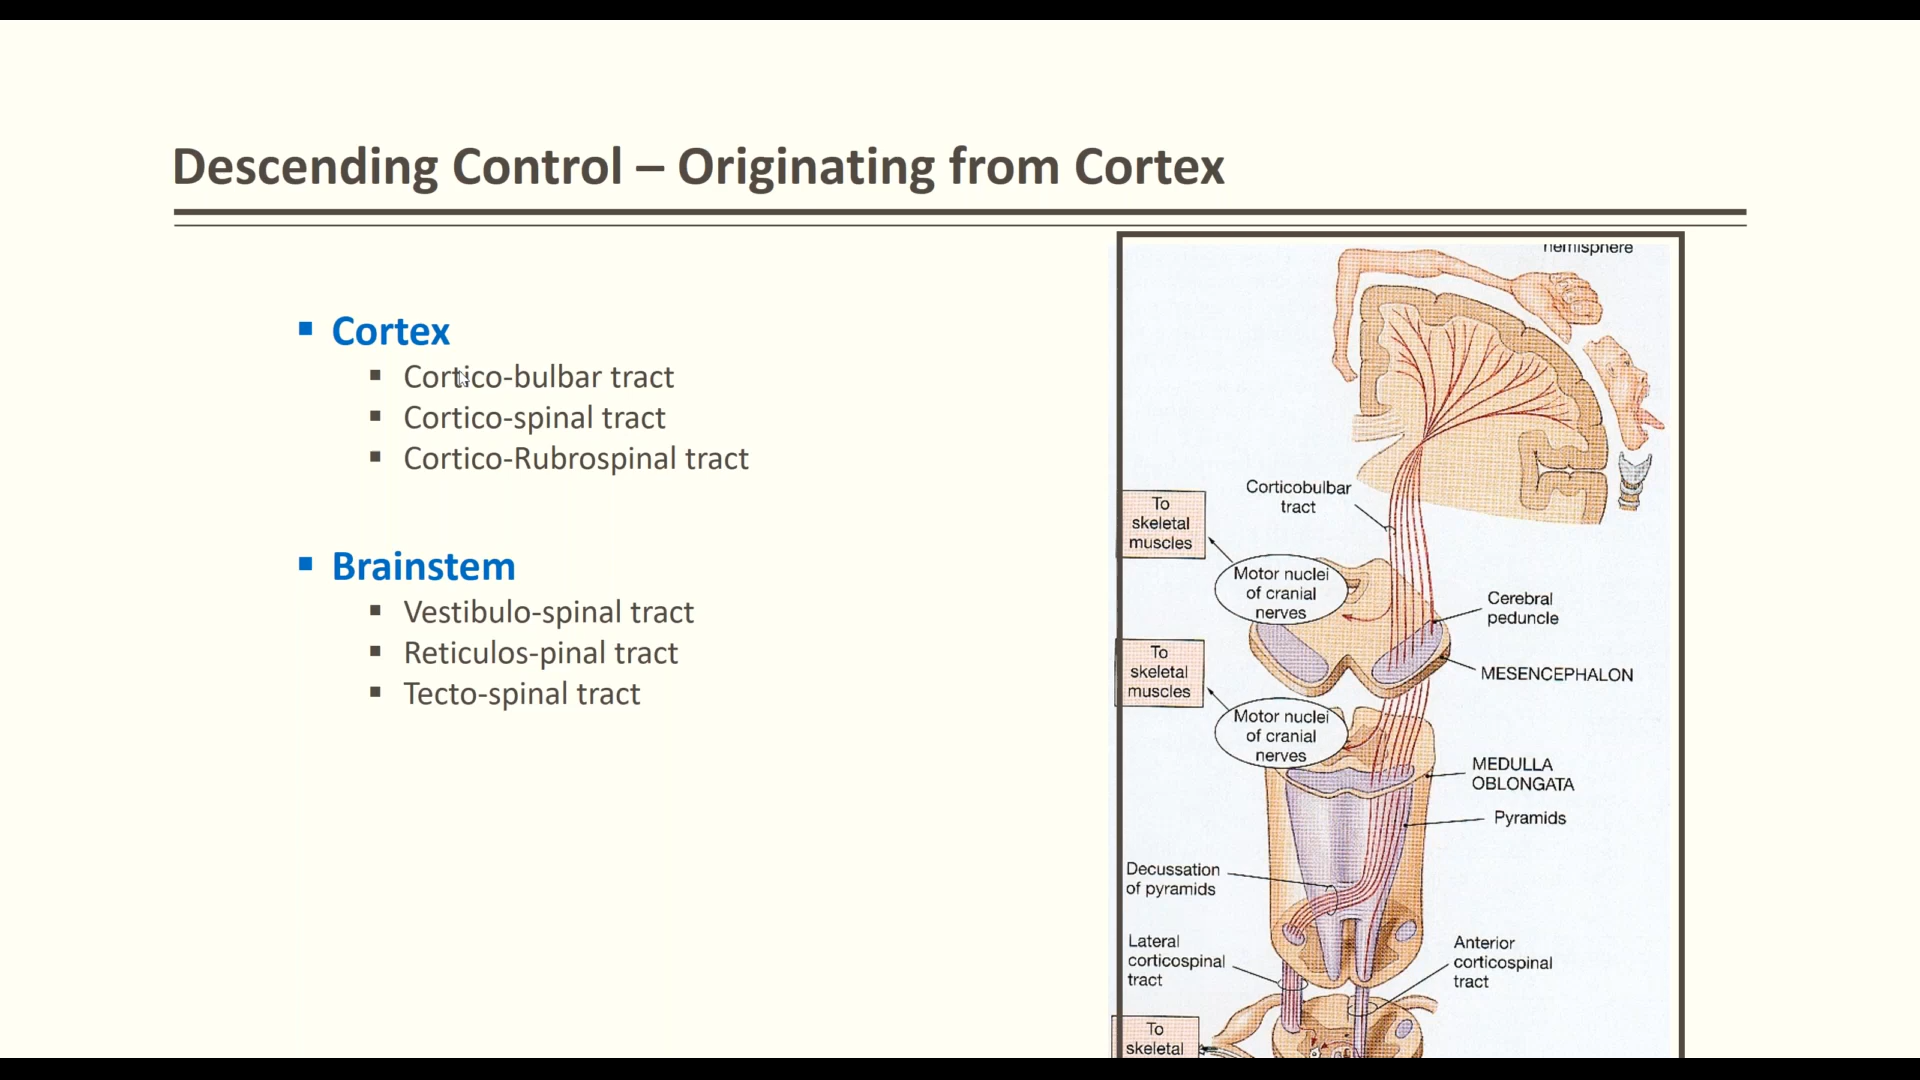 Descending Control – Originating from Cortex
Cortex
Cortico-bulbar tract
Cortico-spinal tract
Cortico-Rubrospinal tract
Brainstem
Vestibulo-spinal tract
Reticulos-pinal tract
Tecto-spinal tract
hemisphere
Corticobulbar
tract
To
skeletal
muscles
Motor nuclei
of cranial
nerves
Cerebral
peduncle
MESENCEPHALON
To
skeletal
muscles
Motor nuclei
of cranial
nerves
MEDULLA
OBLONGATA
Pyramids
Decussation
of pyramids
Lateral
corticospinal
tract
Anterior
corticospinal
tract
To
skeletal